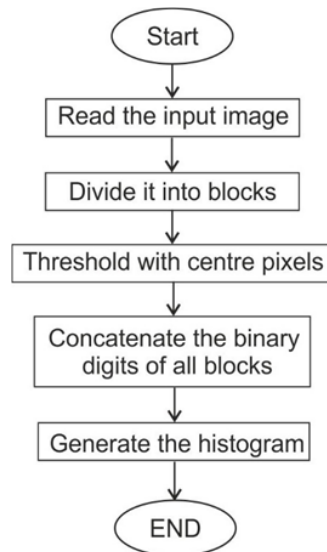 Start
Read the input image
Divide it into blocks
Threshold with centre pixels
Concatenate the binary
digits of all blocks
Generate the histogram
END